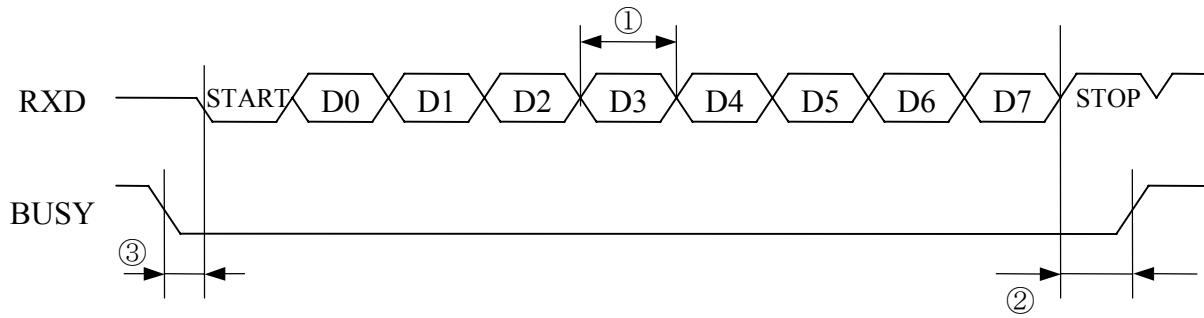 ①
RXD START D0 D1 D2 D3 D4 D5 D6 D7 STOP
BUSY
③
②